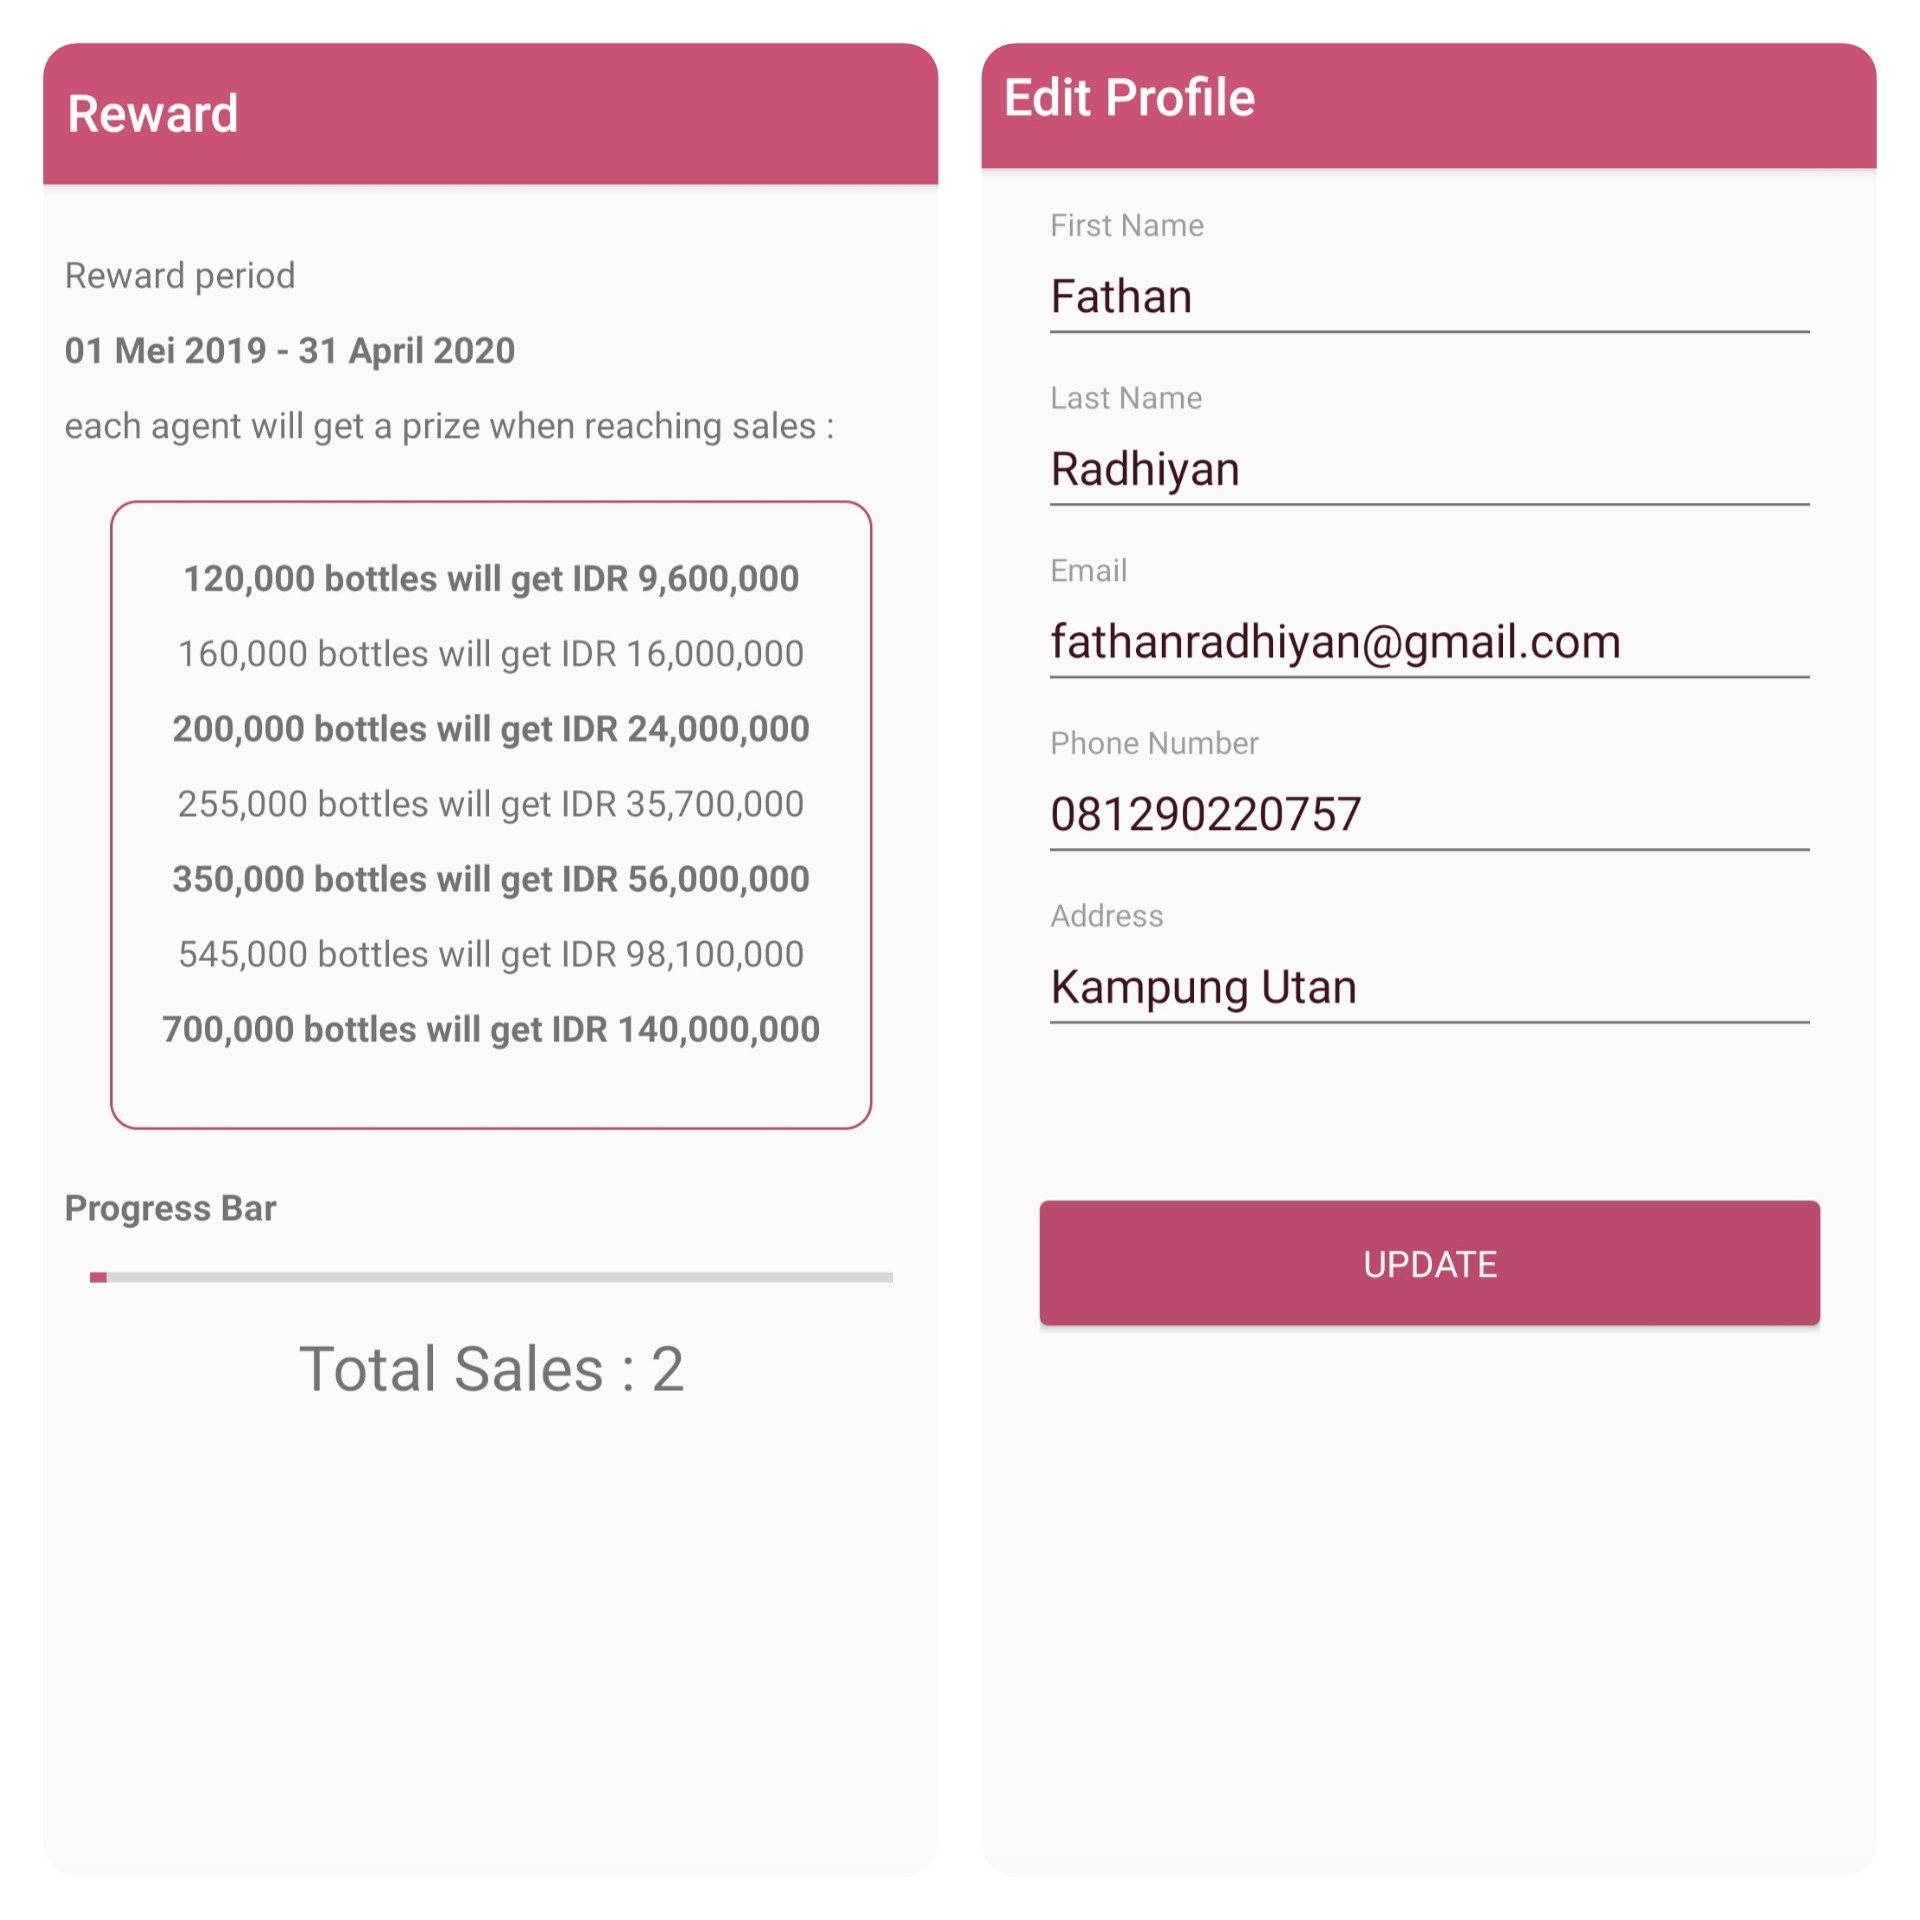 Reward
Reward period
01 Mei 2019 - 31 April 2020
each agent will get a prize when reaching sales :
120,000 bottles will get IDR 9,600,000
160,000 bottles will get IDR 16,000,000
200,000 bottles will get IDR 24,000,000
255,000 bottles will get IDR 35,700,000
350,000 bottles will get IDR 56,000,000
545,000 bottles will get IDR 98,100,000
700,000 bottles will get IDR 140,000,000
Progress Bar
Total Sales : 2
Edit Profile
First Name
Fathan
Last Name
Radhiyan
Email
fathanradhiyan@gmail.com
Phone Number
081290220757
Address
Kampung Utan
UPDATE